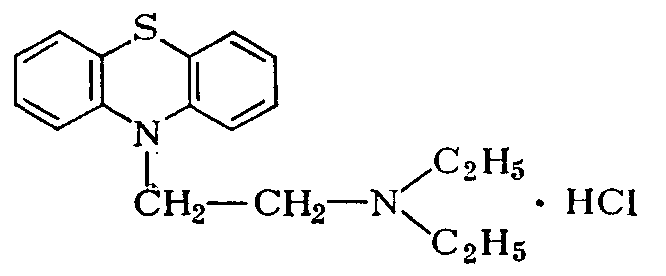 S
N
C₂H₅
CH₂—CH₂—N · HCl
C₂H₅